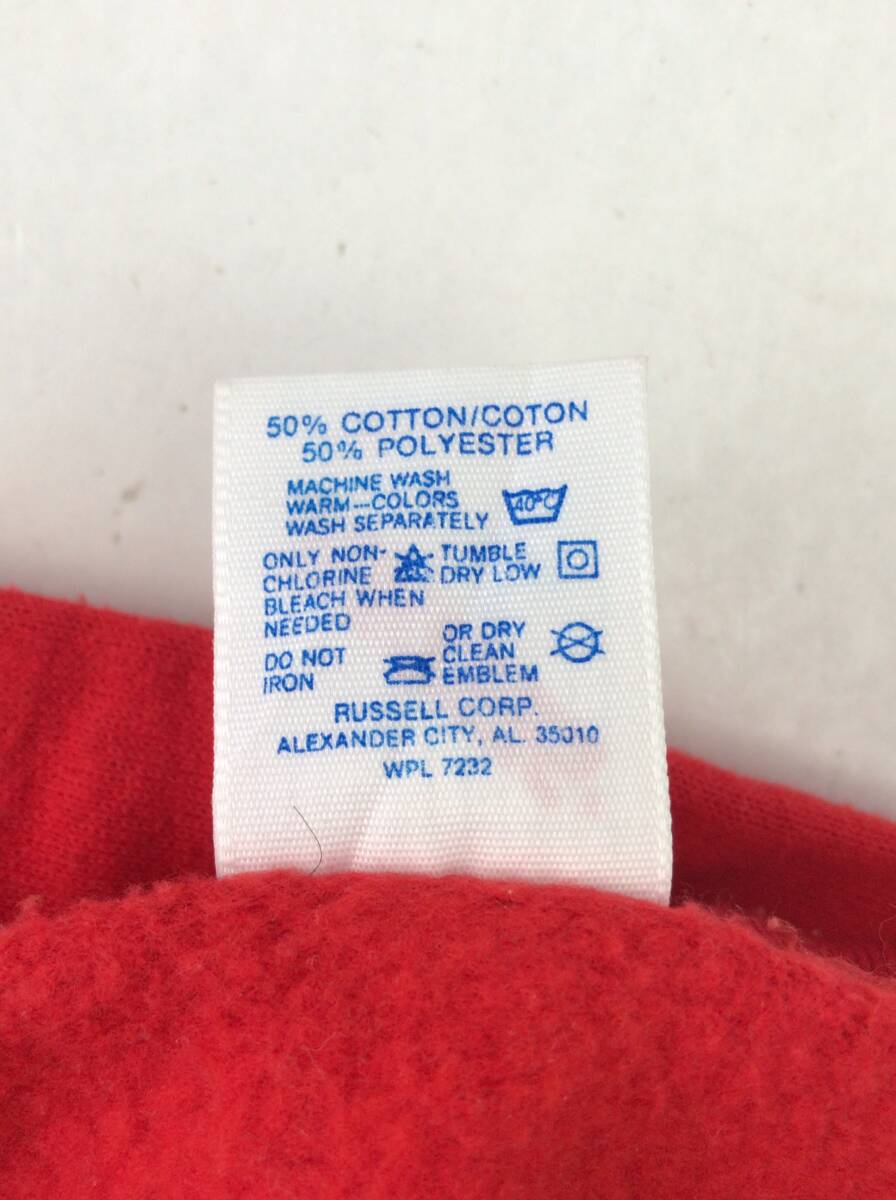 50% COTTON/COTON
50% POLYESTER
MACHINE WASH
WARM—COLORS
WASH SEPARATELY
40°C
ONLY NON-
CHLORINE
BLEACH WHEN
NEEDED
TUMBLE
DRY LOW
DO NOT
IRON
OR DRY
CLEAN
EMBLEM
RUSSELL CORP.
ALEXANDER CITY, AL. 35010
WPL 7232